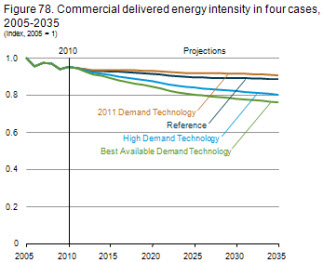 Figure 78. Commercial delivered energy intensity in four cases,
2005-2035
(Index, 2005 = 1)
2010
Projections
1.0
0.8
0.6
0.4
0.2
0
2011 Demand Technology
Reference
High Demand Technology
Best Available Demand Technology
2005 2010 2015 2020 2025 2030 2035